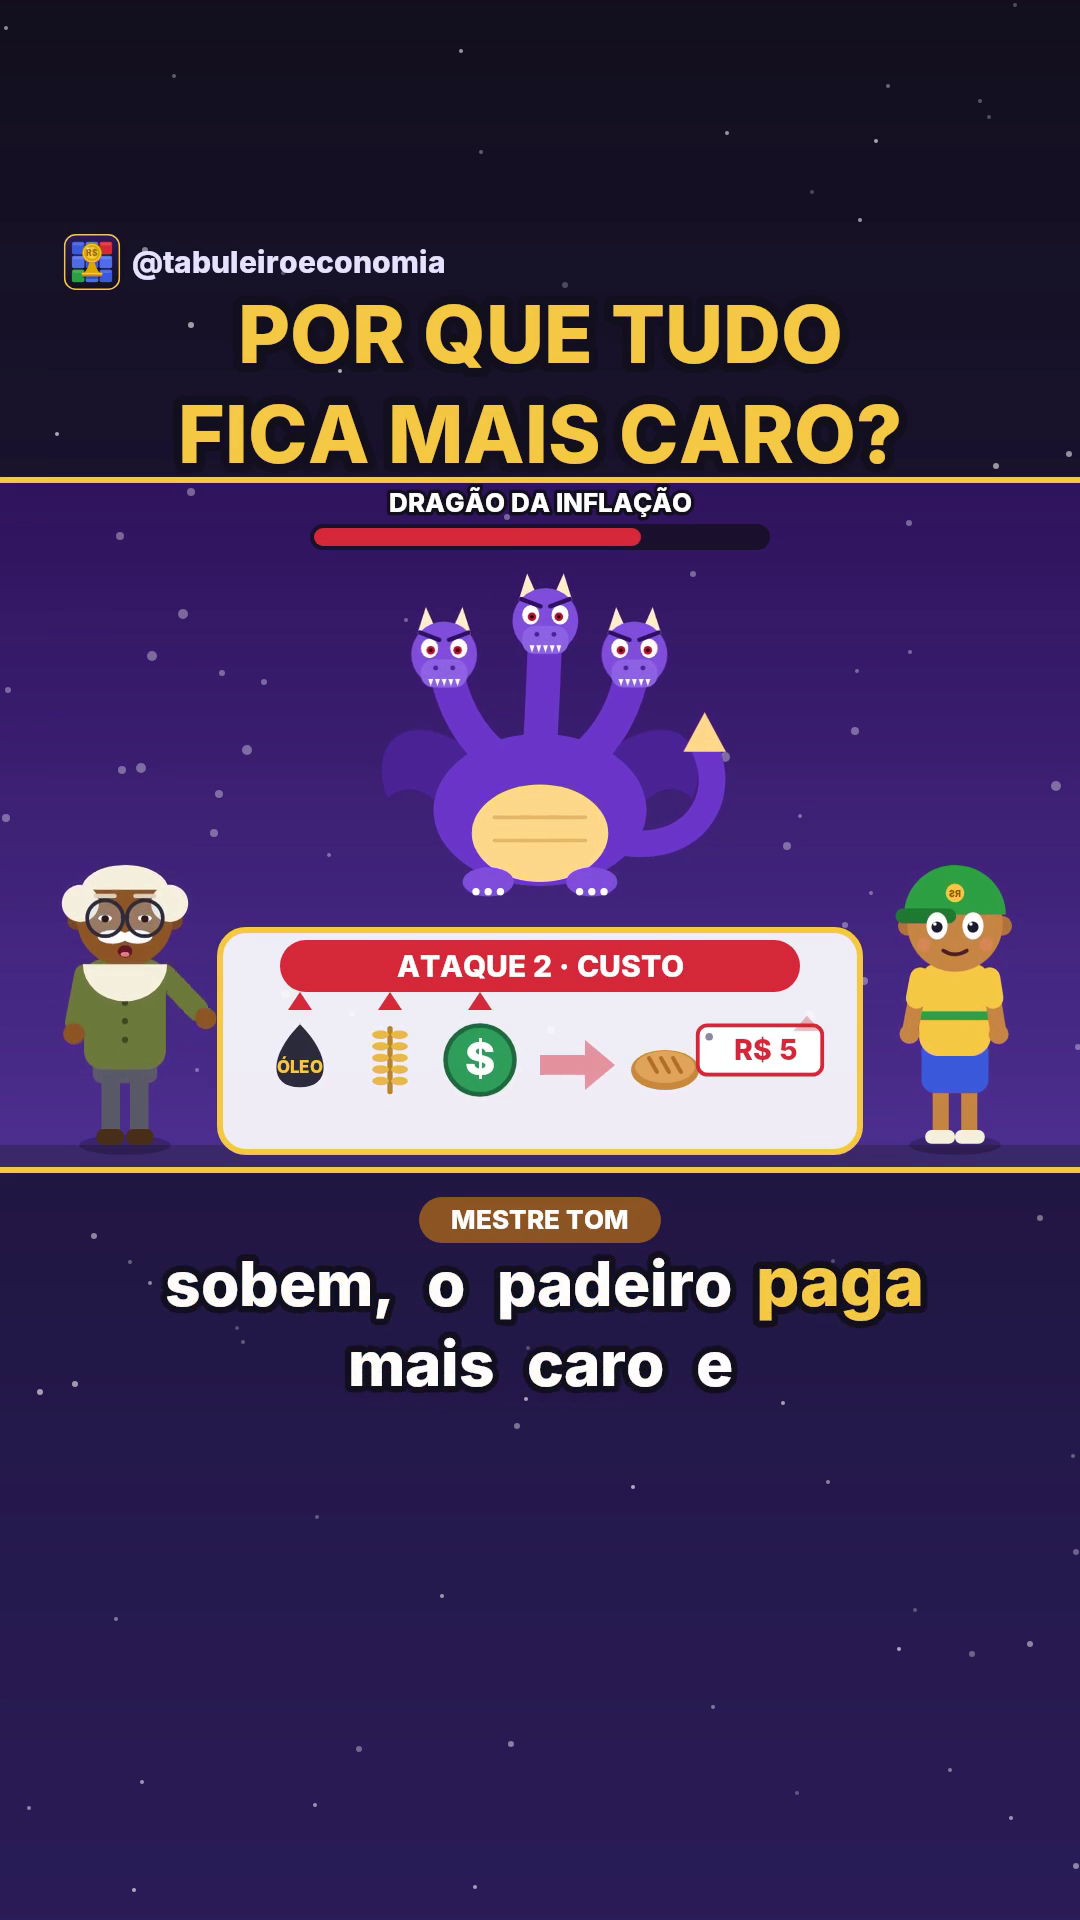 @tabuleiroeconomia
POR QUE TUDO
FICA MAIS CARO?
DRAGÃO DA INFLAÇÃO
ATAQUE 2 · CUSTO
ÓLEO
$
R$ 5
MESTRE TOM
sobem, o padeiro paga
mais caro e